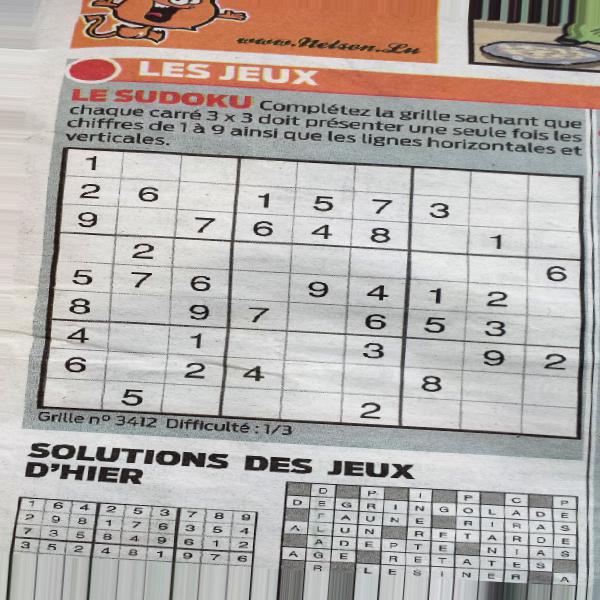 www.Nelson.Lu
LES JEUX
LE SUDOKU Complétez la grille sachant que
chaque carré 3 x 3 doit présenter une seule fois les
chiffres de 1 à 9 ainsi que les lignes horizontales et
verticales.
1
2 6 1 5 7 3
9 7 6 4 8 1
2 6
5 7 6 9 4 1 2
8 9 7 6 5 3
4 1 3 9 2
6 2 4 8
5 2
Grille nº 3412 Difficulté : 1/3
SOLUTIONS DES JEUX
D'HIER
1 6 4 2 5 3 7 8 9
2 9 8 1 7 6 3 5 4
7 3 5 8 4 9 6 1 2
3 5 2 4 8 1 9 7 6